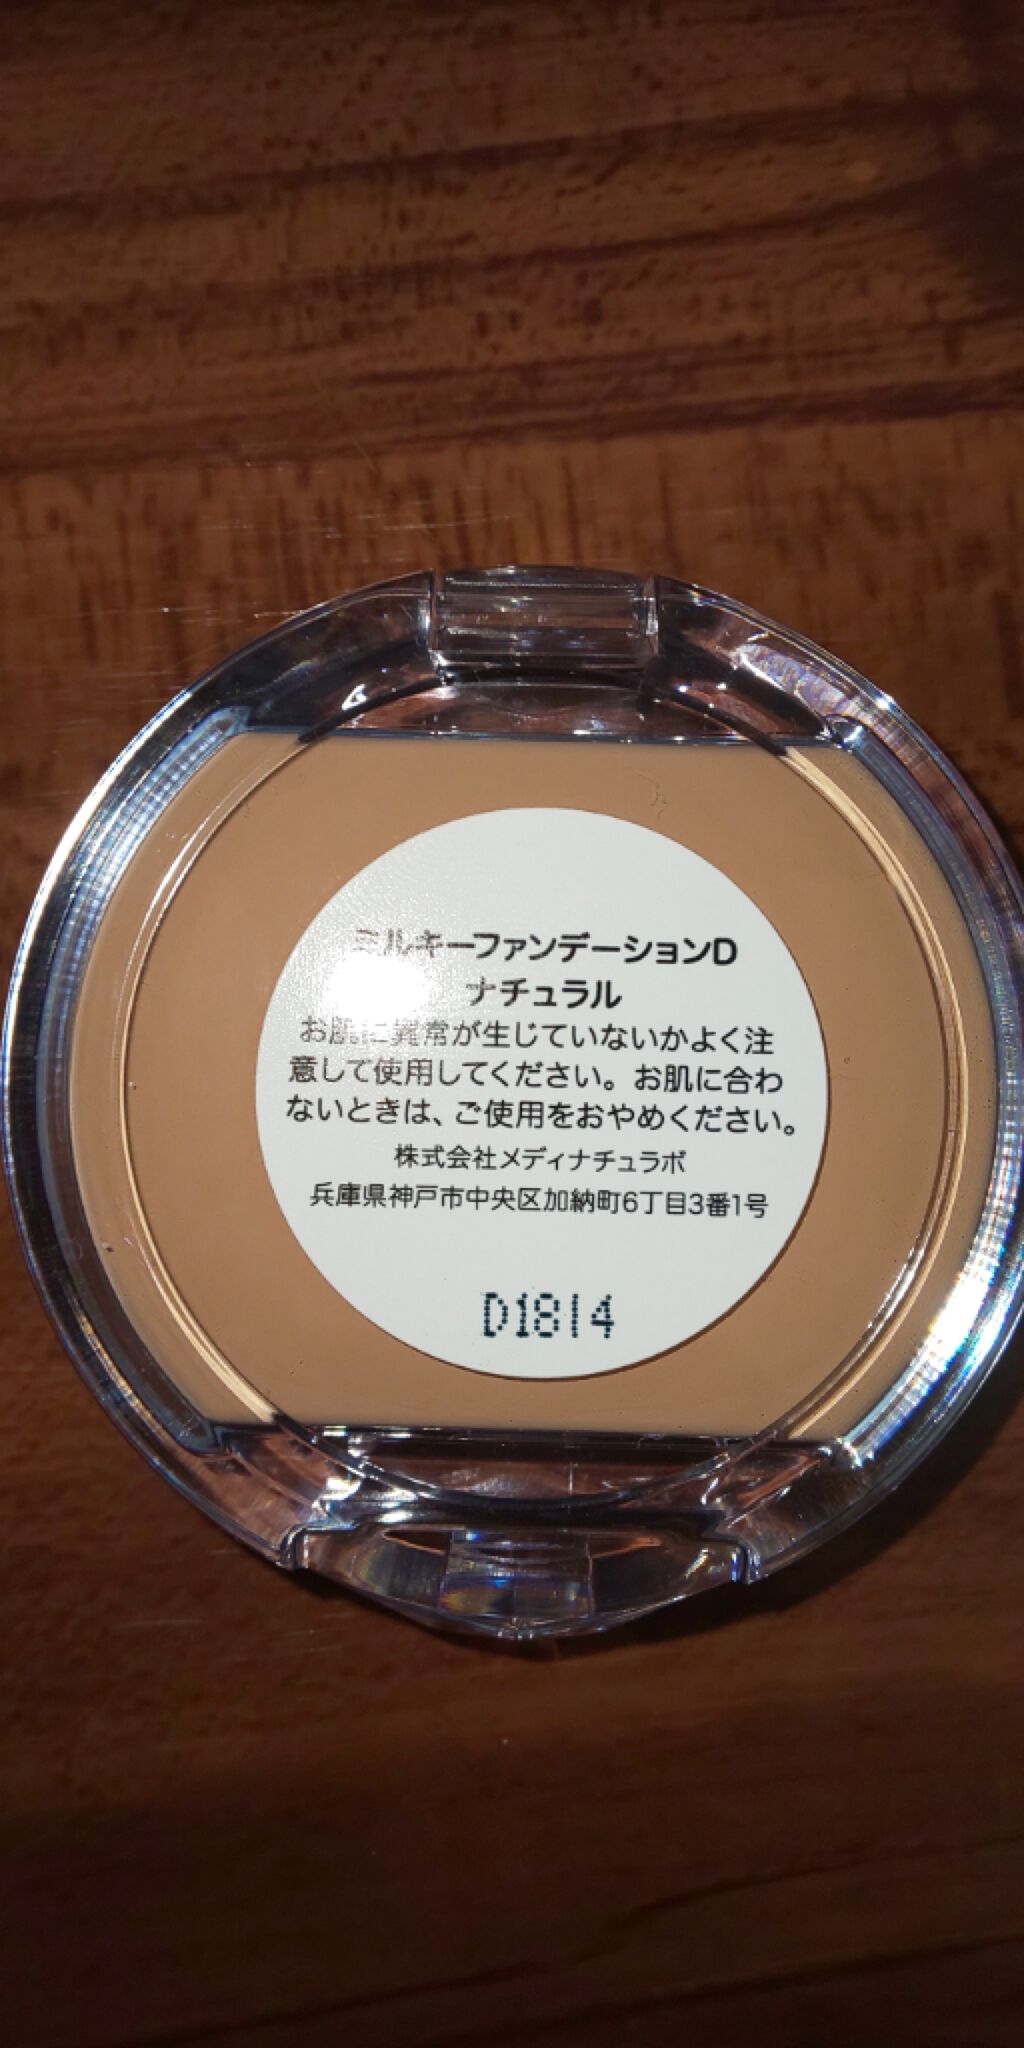 ミルキーファンデーションD
ナチュラル
お肌に異常が生じていないかよく注
意して使用してください。お肌に合わ
ないときは、ご使用をおやめください。
株式会社メディナチュラボ
兵庫県神戸市中央区加納町6丁目3番1号
D1814